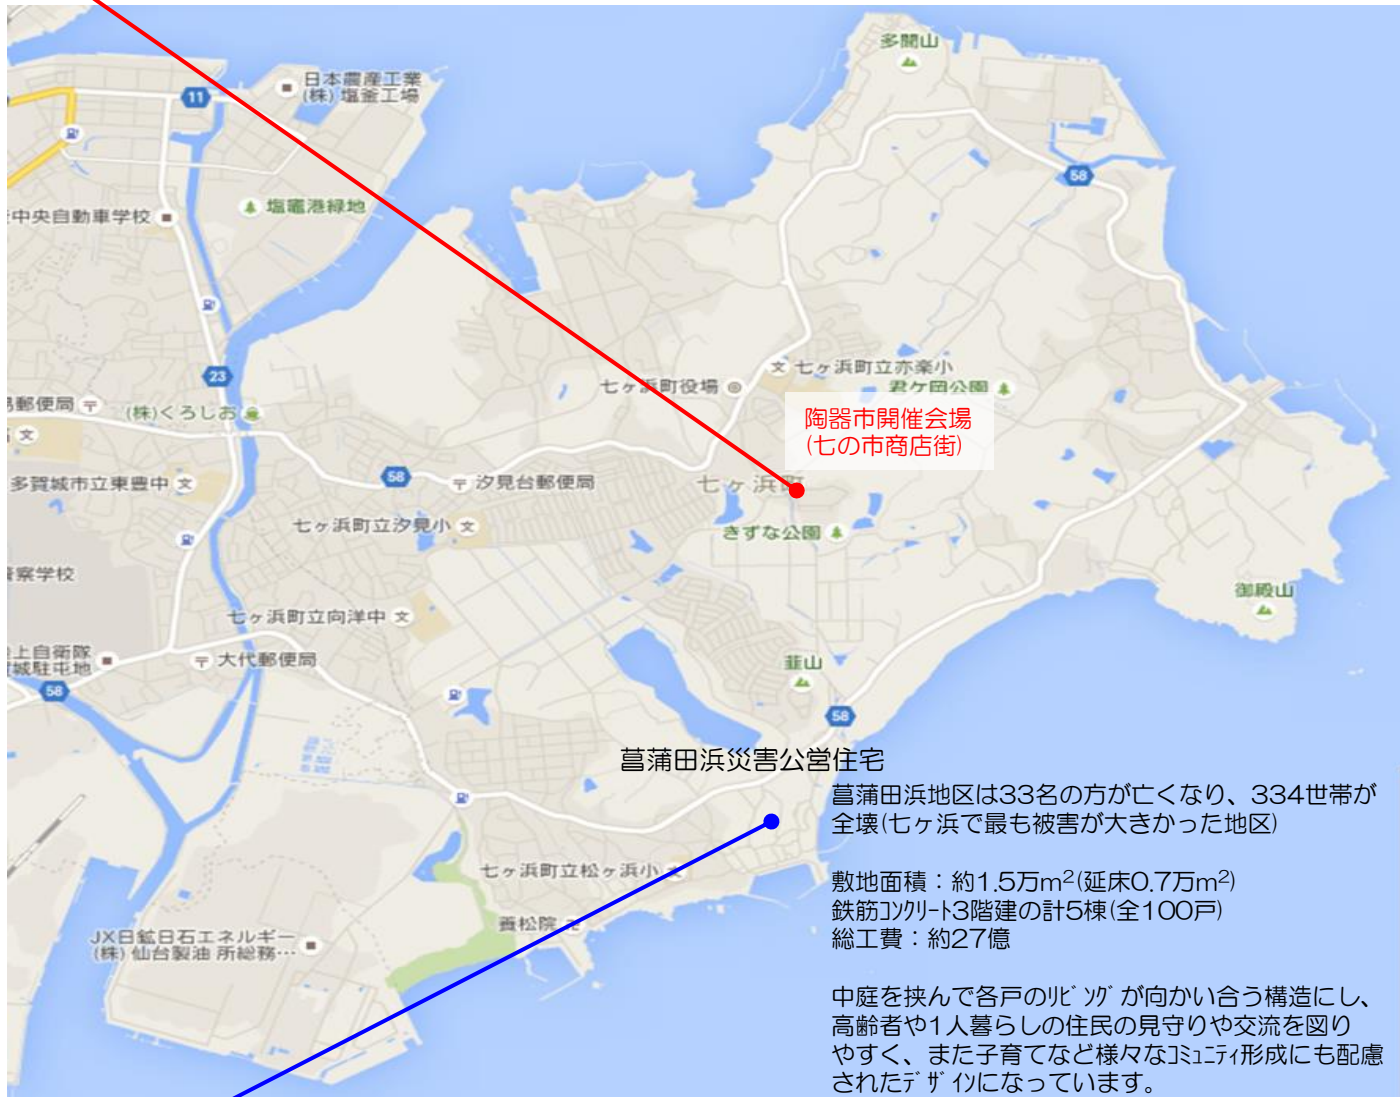 多聞山
日本農産工業
(株)塩釜工場
11
58
塩竈港緑地
中央自動車学校
七ヶ浜町立亦楽小
七ヶ浜町役場
君ケ岡公園
23
郵便局
(株)くろしお
陶器市開催会場
(七の市商店街)
58
汐見台郵便局
七ヶ浜町
多賀城市立東豊中
七ヶ浜町立汐見小
きずな公園
察学校
御殿山
七ヶ浜町立向洋中
上自衛隊
城駐屯地
大代郵便局
韮山
58
58
菖蒲田浜災害公営住宅
菖蒲田浜地区は33名の方が亡くなり、334世帯が
全壊(七ヶ浜で最も被害が大きかった地区)
七ヶ浜町立松ヶ浜小
敷地面積：約1.5万m²(延床0.7万m²)
鉄筋ｺﾝｸﾘｰﾄ3階建の計5棟(全100戸)
総工費：約27億
養松院
JX日鉱日石エネルギー
(株)仙台製油所総務…
中庭を挟んで各戸のﾘﾋﾞﾝｸﾞが向かい合う構造にし、
高齢者や1人暮らしの住民の見守りや交流を図り
やすく、また子育てなど様々なｺﾐｭﾆﾃｨ形成にも配慮
されたﾃﾞｻﾞｲﾝになっています。